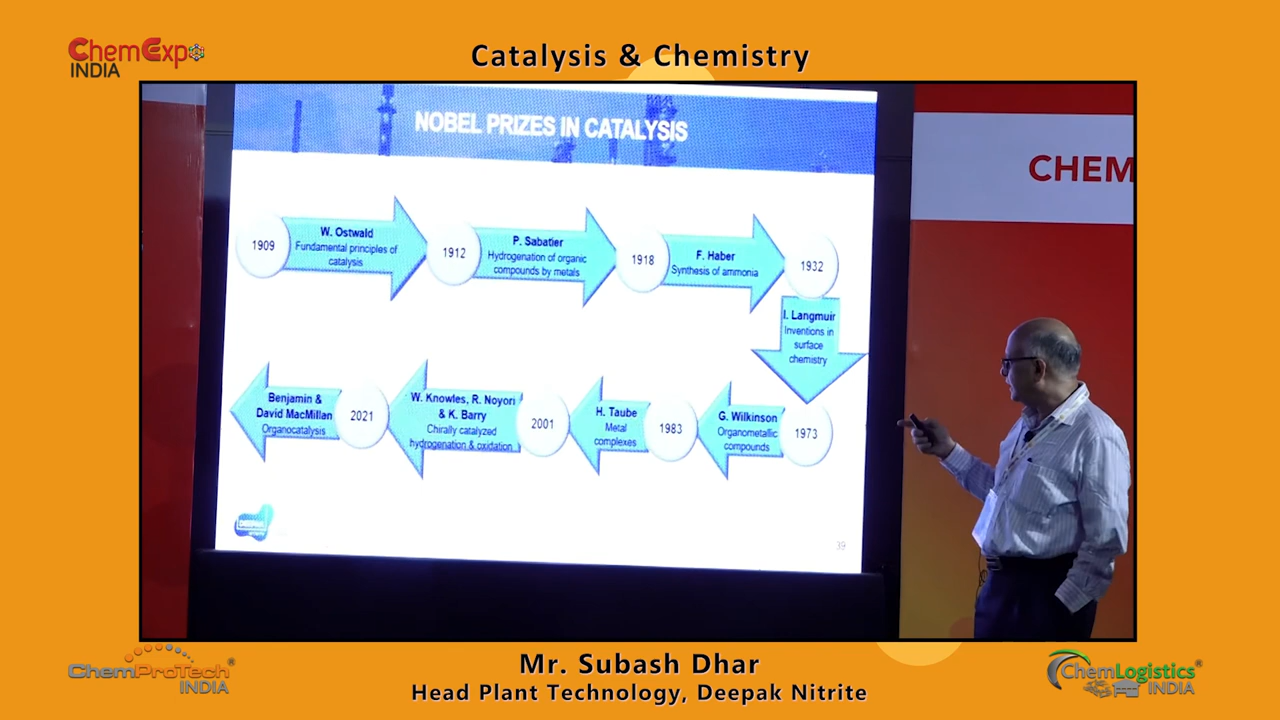 ChemExpo
INDIA
Catalysis & Chemistry
NOBEL PRIZES IN CATALYSIS
CHEM
1909
W. Ostwald
Fundamental principles of
catalysis
1912
P. Sabatier
Hydrogenation of organic
compounds by metals
1918
F. Haber
Synthesis of ammonia
1932
I. Langmuir
Inventions in
surface
chemistry
1973
G. Wilkinson
Organometallic
compounds
1983
H. Taube
Metal
complexes
2001
W. Knowles, R. Noyori
& K. Barry
Chirally catalyzed
hydrogenation & oxidation
2021
Benjamin &
David MacMillan
Organocatalysis
DEEPAK
39
ChemProTech®
INDIA
Mr. Subash Dhar
Head Plant Technology, Deepak Nitrite
ChemLogistics®
INDIA